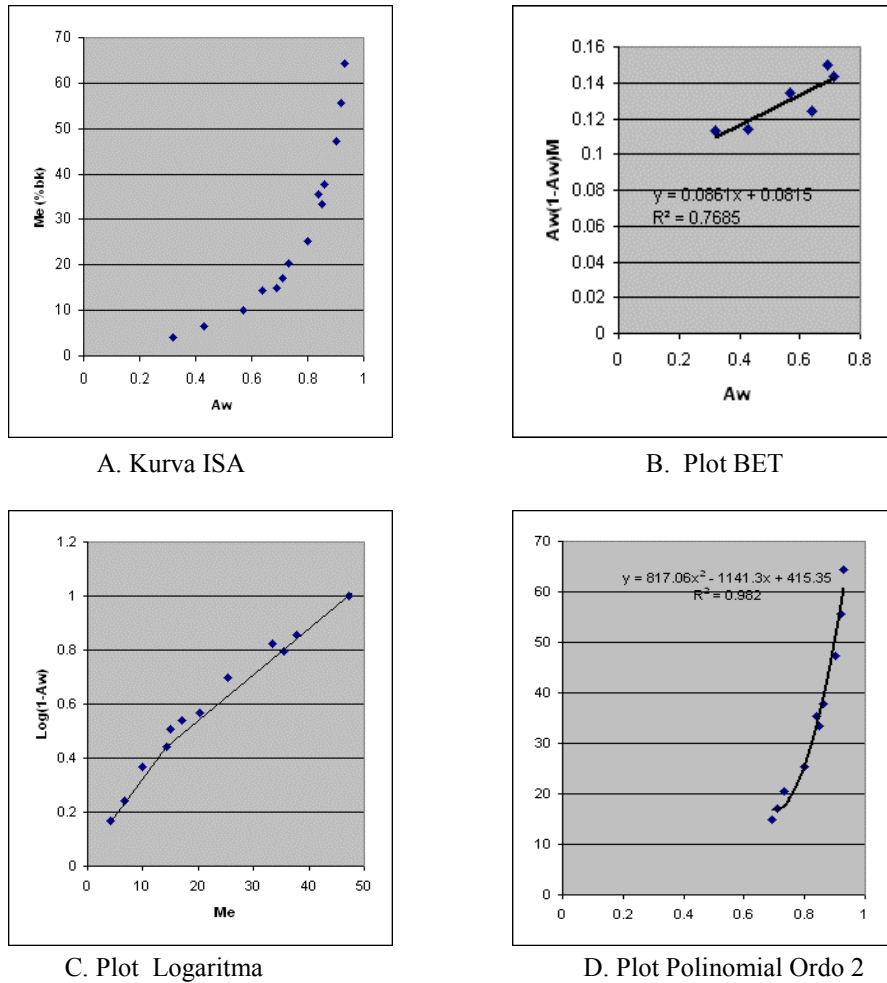 70
60
50
40
30
20
10
0
Me (%bk)
0 0.2 0.4 0.6 0.8 1
Aw
A. Kurva ISA
0.16
0.14
0.12
0.1
0.08
0.06
0.04
0.02
0
Aw(1-Aw)M
y = 0.0861x + 0.0815
R² = 0.7685
0 0.2 0.4 0.6 0.8
Aw
B. Plot BET
1.2
1
0.8
0.6
0.4
0.2
0
Log(1-Aw)
0 10 20 30 40 50
Me
C. Plot Logaritma
70
60
50
40
30
20
10
0
y = 817.06x² - 1141.3x + 415.35
R² = 0.982
0 0.2 0.4 0.6 0.8 1
D. Plot Polinomial Ordo 2